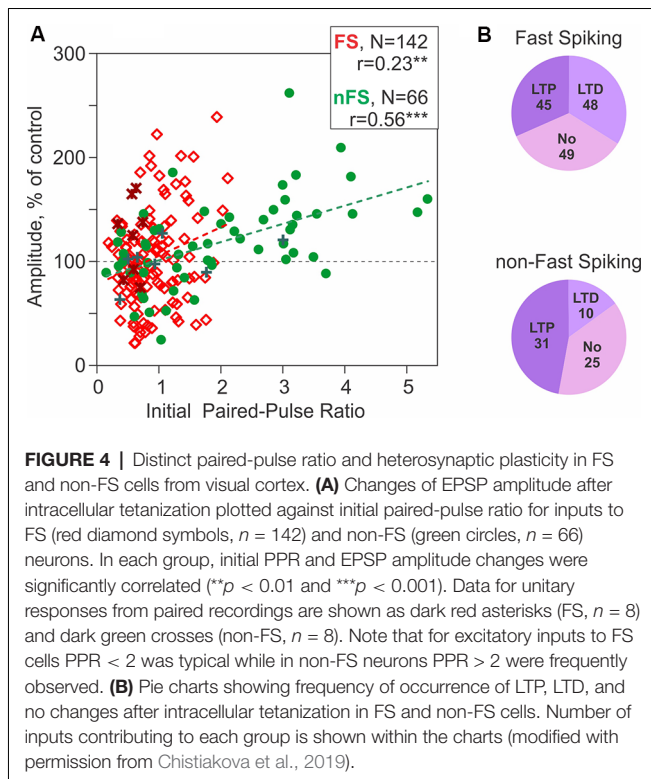 A
B
300
200
100
0
Amplitude, % of control
FS, N=142
r=0.23**
nFS, N=66
r=0.56***
0 1 2 3 4 5
Initial Paired-Pulse Ratio
Fast Spiking
LTP
45
LTD
48
No
49
non-Fast Spiking
LTP
31
LTD
10
No
25
FIGURE 4 | Distinct paired-pulse ratio and heterosynaptic plasticity in FS
and non-FS cells from visual cortex. (A) Changes of EPSP amplitude after
intracellular tetanization plotted against initial paired-pulse ratio for inputs to
FS (red diamond symbols, n = 142) and non-FS (green circles, n = 66)
neurons. In each group, initial PPR and EPSP amplitude changes were
significantly correlated (**p < 0.01 and ***p < 0.001). Data for unitary
responses from paired recordings are shown as dark red asterisks (FS, n = 8)
and dark green crosses (non-FS, n = 8). Note that for excitatory inputs to FS
cells PPR < 2 was typical while in non-FS neurons PPR > 2 were frequently
observed. (B) Pie charts showing frequency of occurrence of LTP, LTD, and
no changes after intracellular tetanization in FS and non-FS cells. Number of
inputs contributing to each group is shown within the charts (modified with
permission from Chistiakova et al., 2019).